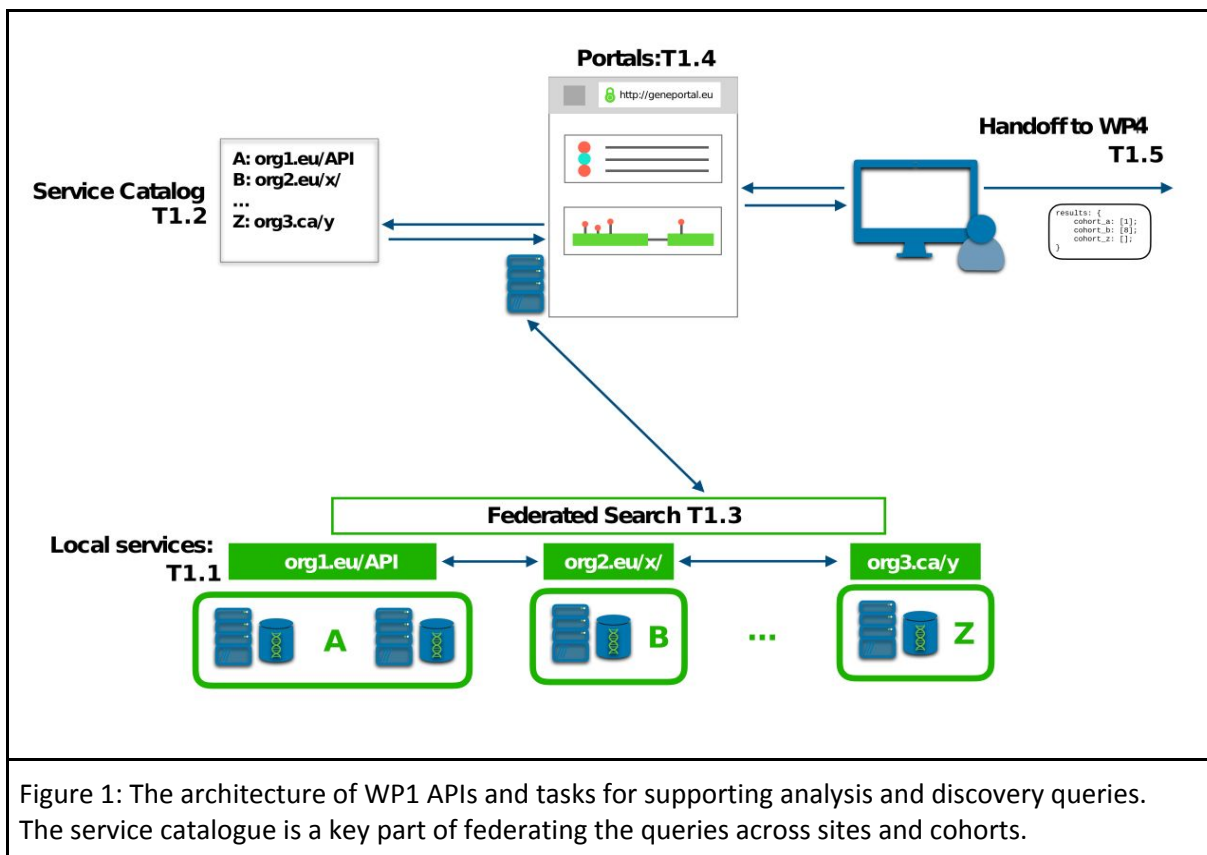 Portals:T1.4
http://geneportal.eu
Handoff to WP4
T1.5
Service Catalog
T1.2
A: org1.eu/API
B: org2.eu/x/
...
Z: org3.ca/y
results: {
cohort_a: [1];
cohort_b: [8];
cohort_z: [];
}
Federated Search T1.3
Local services:
T1.1
org1.eu/API
org2.eu/x/
org3.ca/y
A
B
...
Z
Figure 1: The architecture of WP1 APIs and tasks for supporting analysis and discovery queries.
The service catalogue is a key part of federating the queries across sites and cohorts.